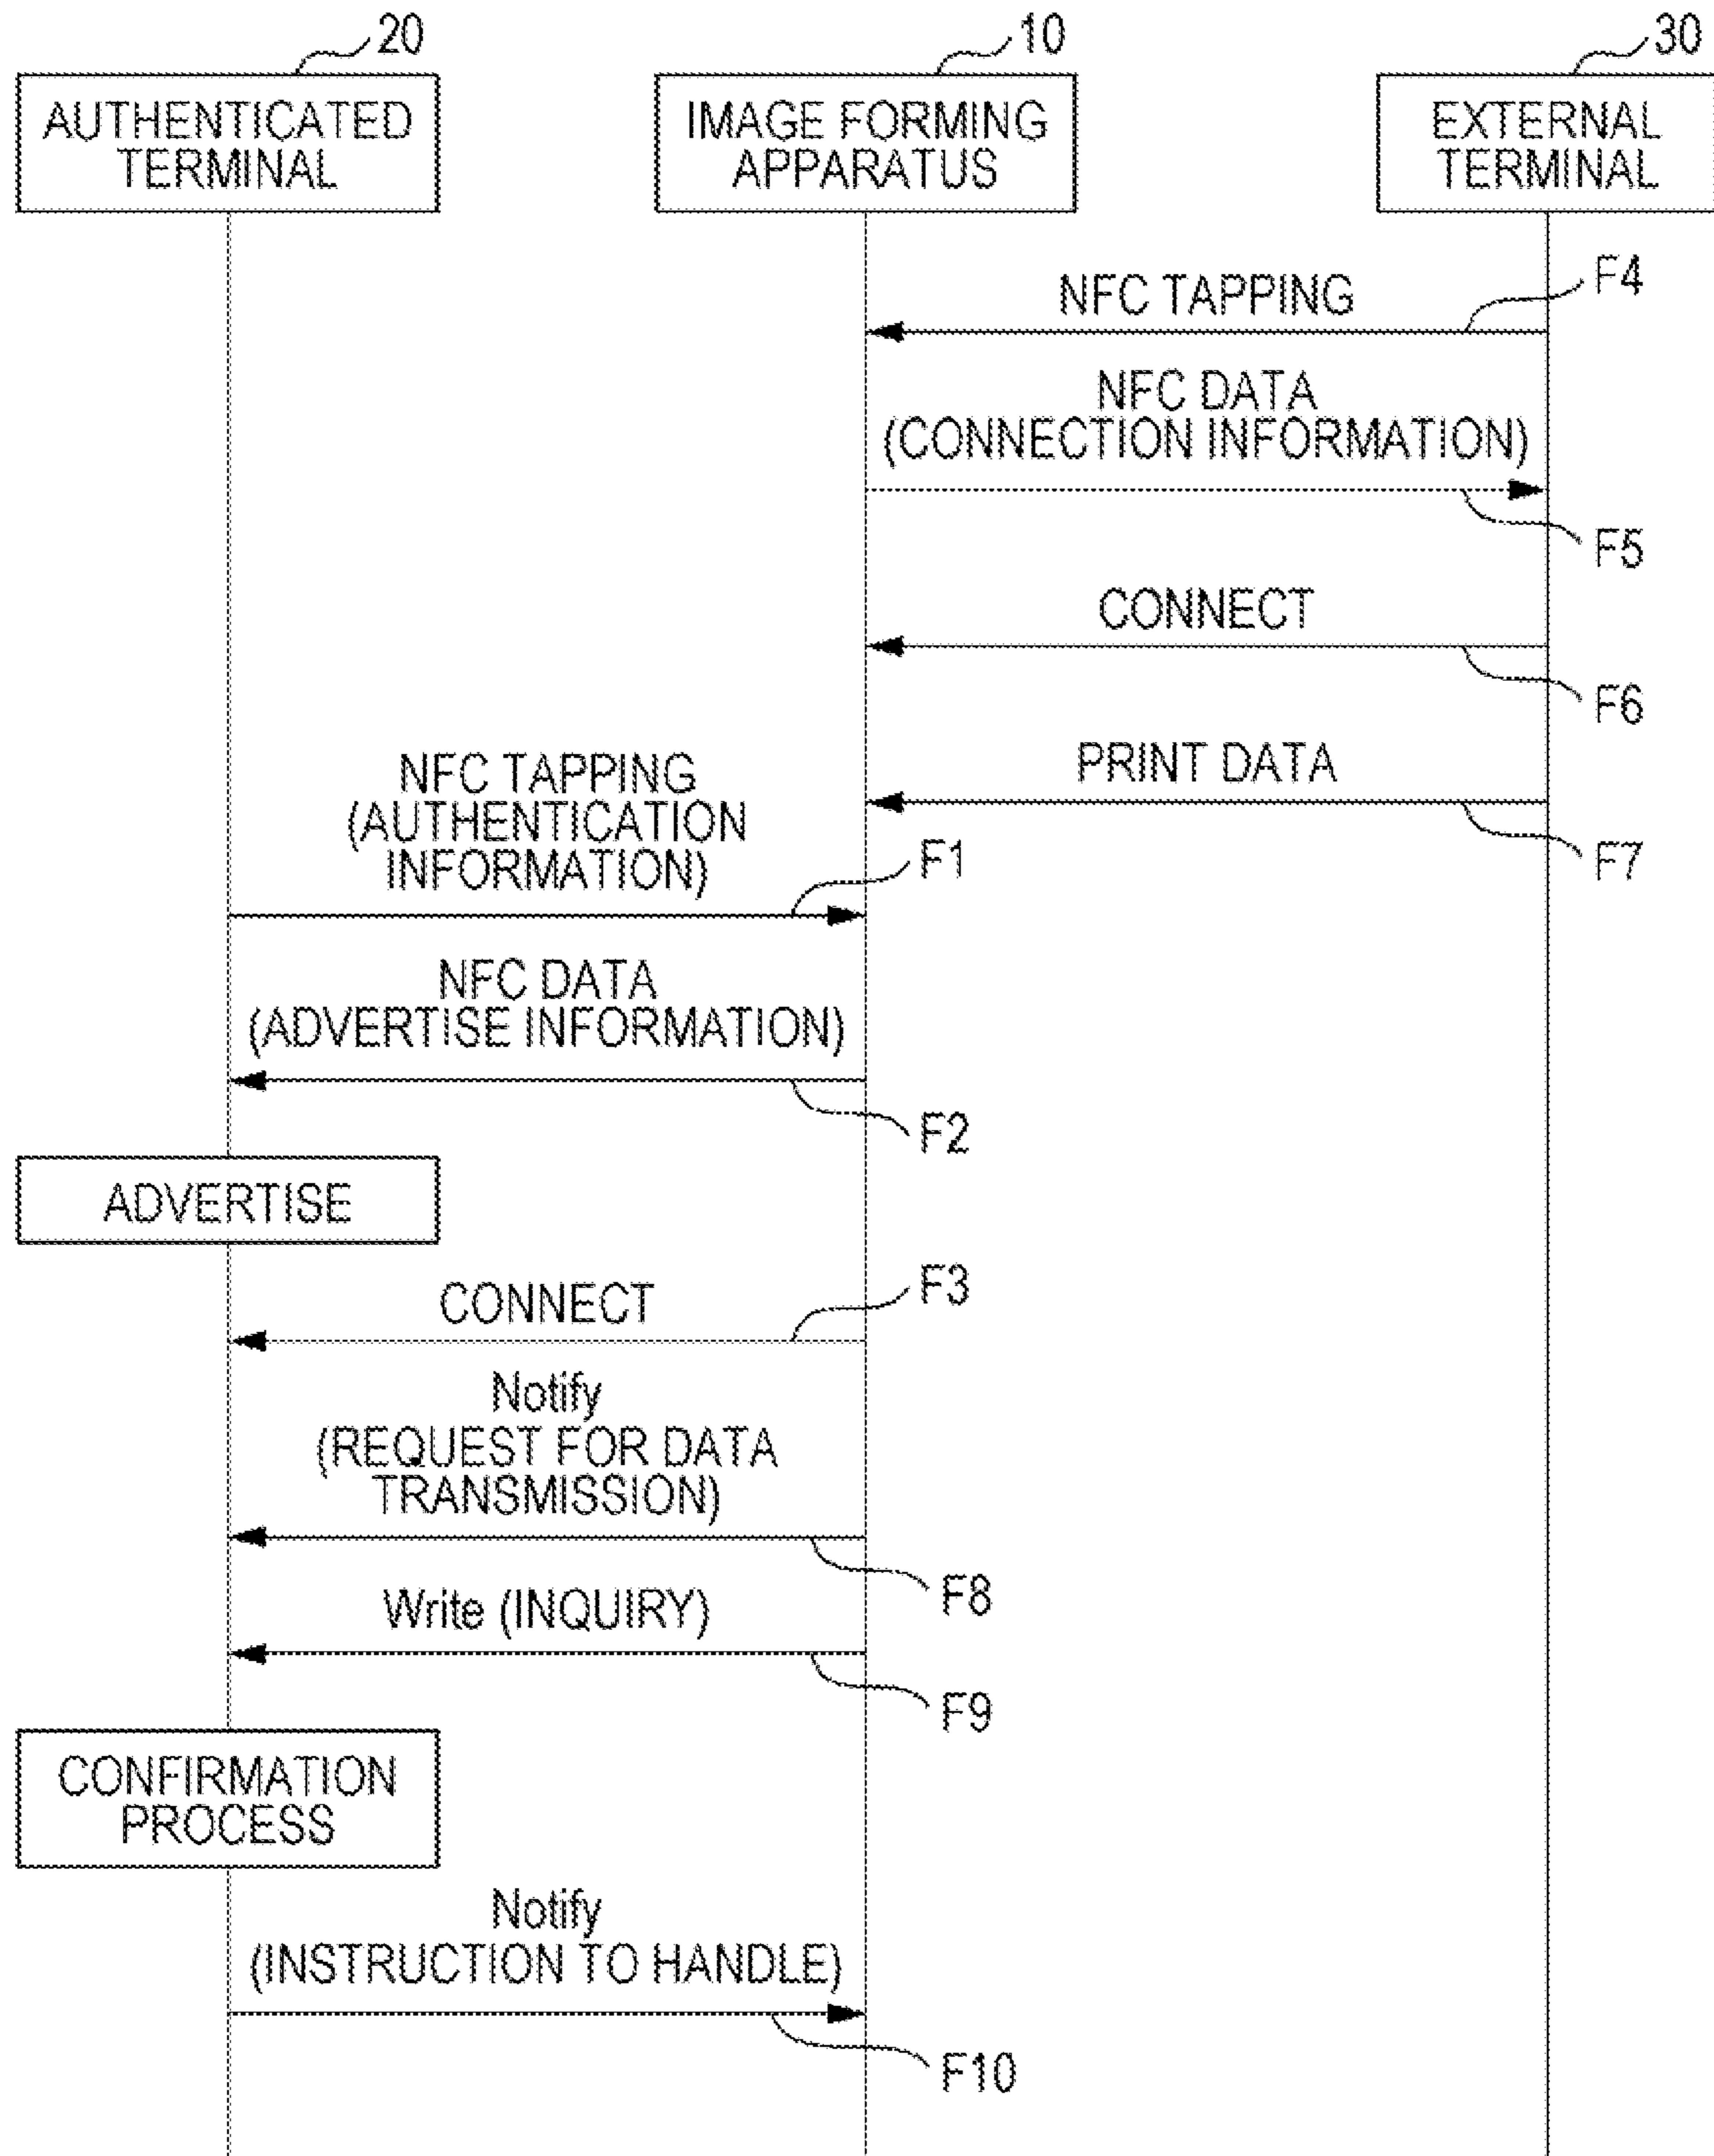 20
10
30
AUTHENTICATED
TERMINAL
IMAGE FORMING
APPARATUS
EXTERNAL
TERMINAL
NFC TAPPING
F4
NFC DATA
(CONNECTION INFORMATION)
F5
CONNECT
F6
PRINT DATA
F7
NFC TAPPING
(AUTHENTICATION
INFORMATION)
F1
NFC DATA
(ADVERTISE INFORMATION)
F2
ADVERTISE
CONNECT
F3
Notify
(REQUEST FOR DATA
TRANSMISSION)
F8
Write (INQUIRY)
F9
CONFIRMATION
PROCESS
Notify
(INSTRUCTION TO HANDLE)
F10